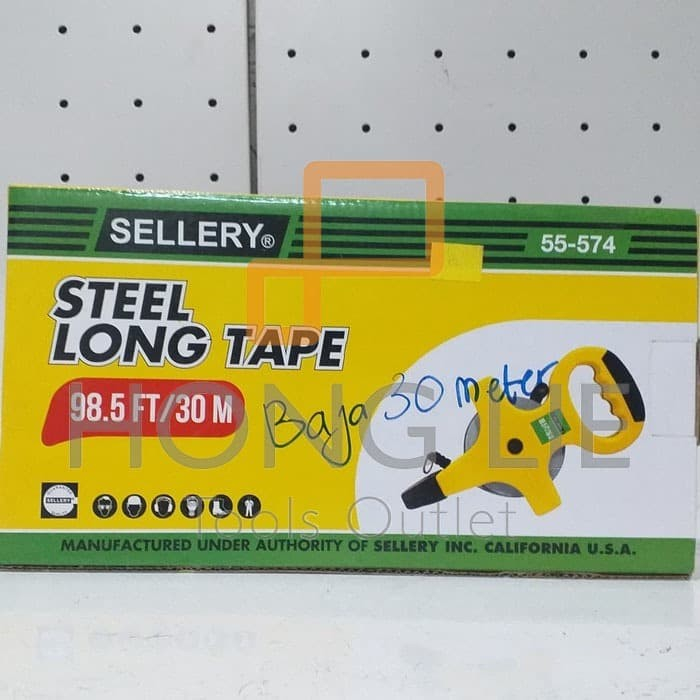 SELLERY®
55-574
STEEL
LONG TAPE
98.5 FT/30 M
Baja 30 meter
HONG LIE
Tools Outlet
SELLERY
MANUFACTURED UNDER AUTHORITY OF SELLERY INC. CALIFORNIA U.S.A.